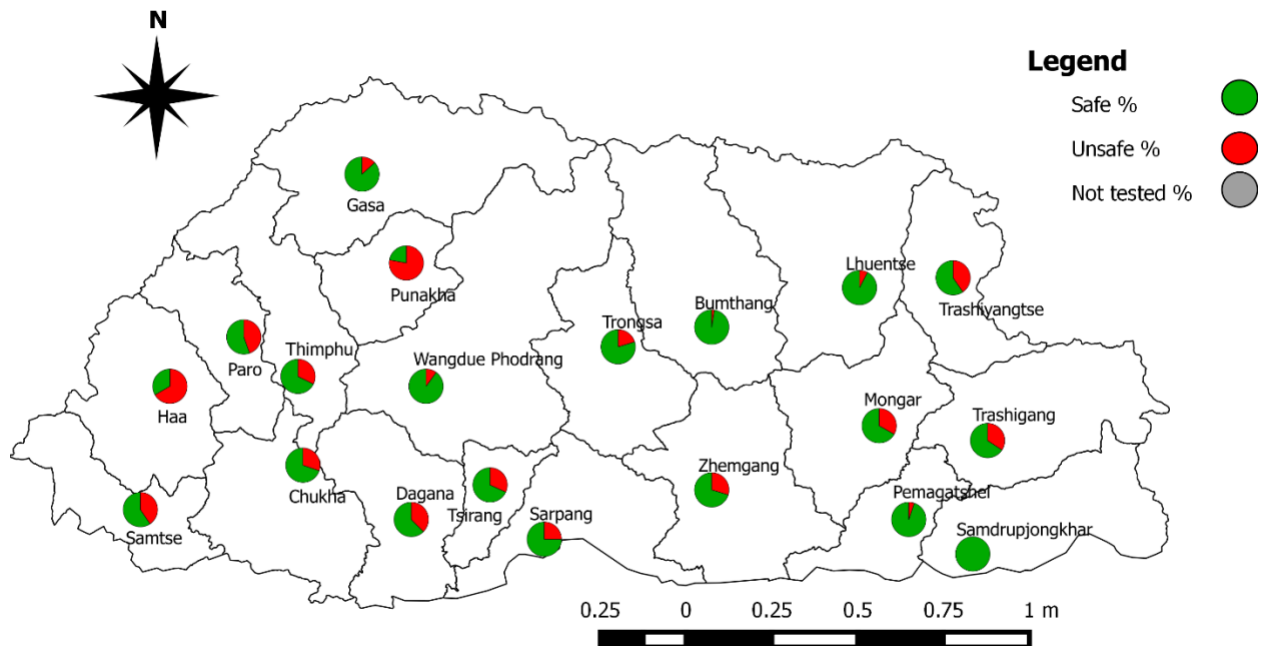 N
Legend
Safe %
Unsafe %
Not tested %
Gasa
Punakha
Lhuentse
Trashiyangtse
Bumthang
Trongsa
Thimphu
Paro
Wangdue Phodrang
Haa
Mongar
Trashigang
Zhemgang
Chukha
Dagana
Tsirang
Sarpang
Pemagatshel
Samtse
Samdrupjongkhar
0.25 0 0.25 0.5 0.75 1 m